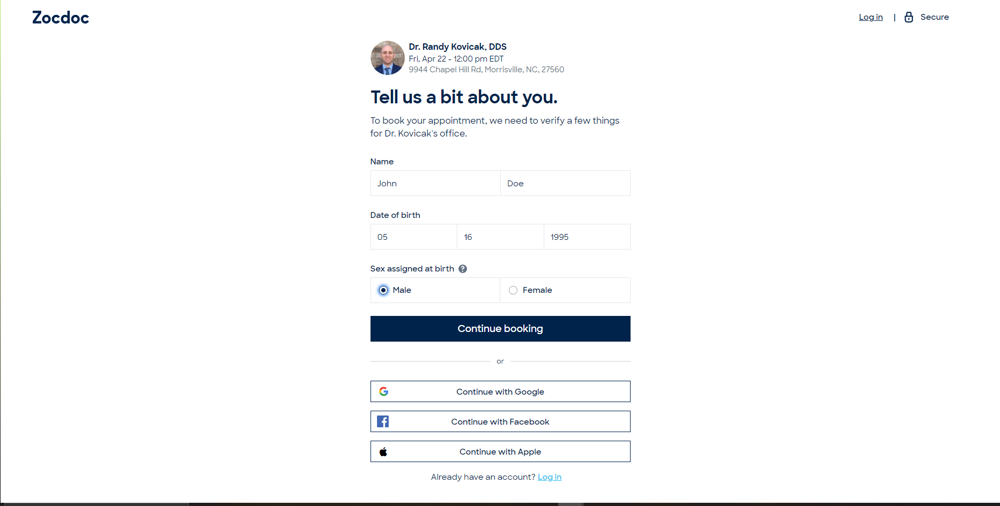 Zocdoc
Log in | Secure
Dr. Randy Kovicak, DDS
Fri, Apr 22 - 12:00 pm EDT
9944 Chapel Hill Rd, Morrisville, NC, 27560
Tell us a bit about you.
To book your appointment, we need to verify a few things
for Dr. Kovicak's office.
Name
John Doe
Date of birth
05 16 1995
Sex assigned at birth ?
Male Female
Continue booking
or
Continue with Google
Continue with Facebook
Continue with Apple
Already have an account? Log in